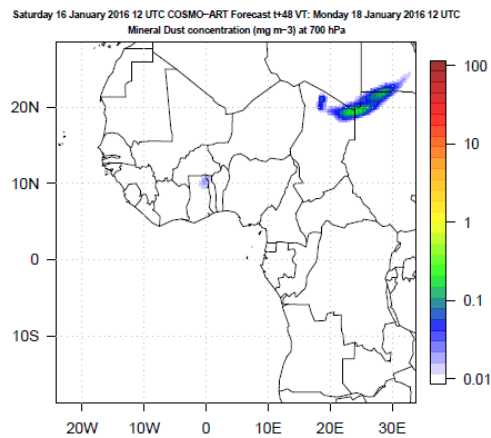 Saturday 16 January 2016 12 UTC COSMO−ART Forecast t+48 VT: Monday 18 January 2016 12 UTC
Mineral Dust concentration (mg m−3) at 700 hPa
100
20N
10
10N
1
0
0.1
10S
0.01
20W 10W 0 10E 20E 30E